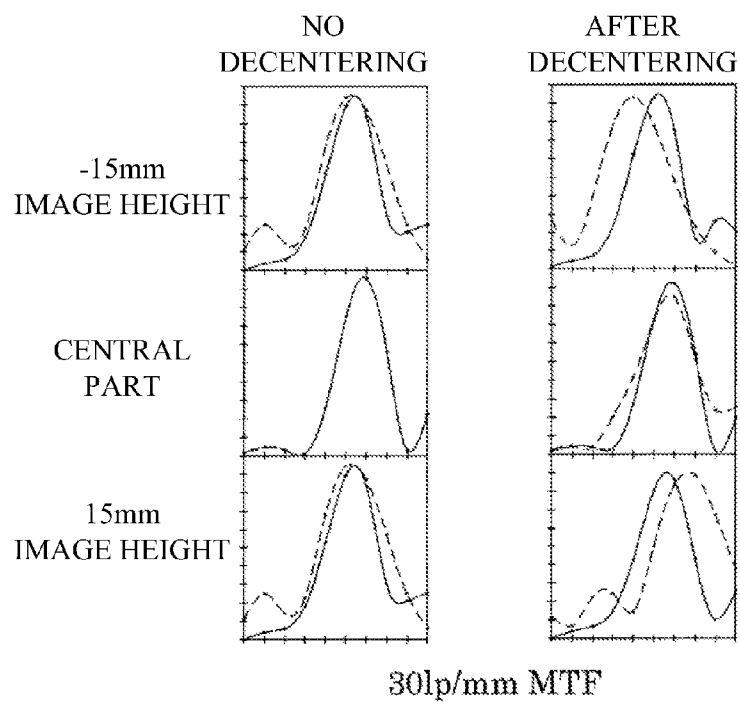 NO
DECENTERING
AFTER
DECENTERING
-15mm
IMAGE HEIGHT
CENTRAL
PART
15mm
IMAGE HEIGHT
30lp/mm MTF